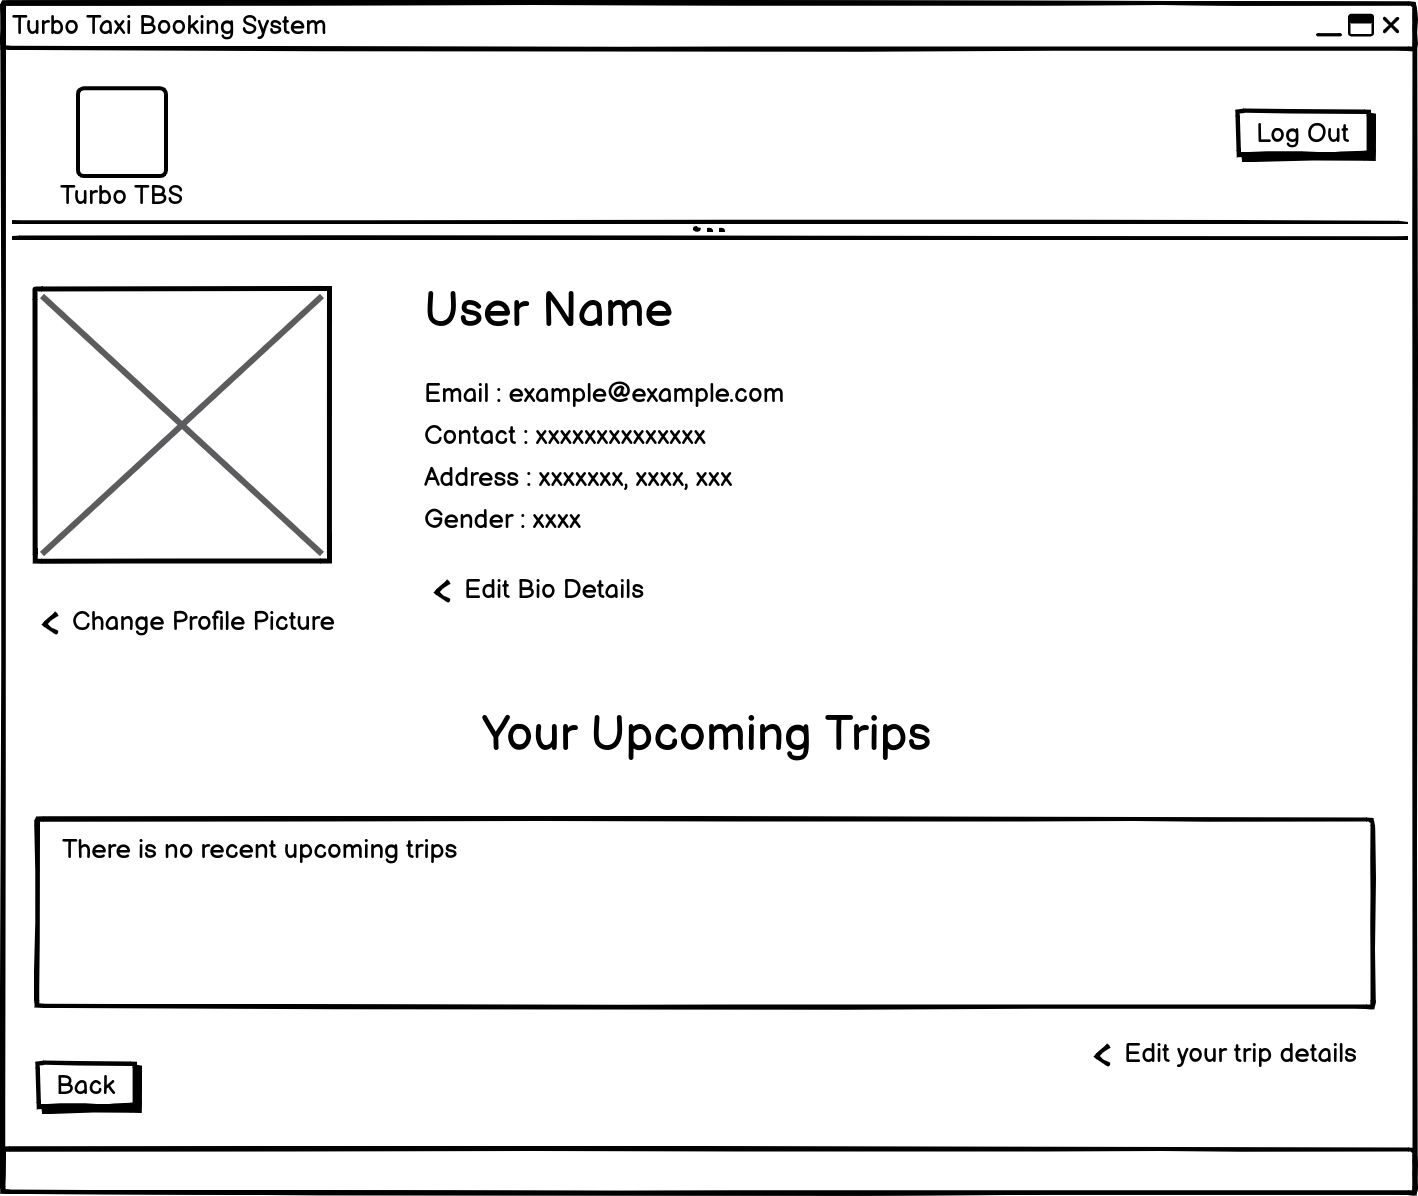 Turbo Taxi Booking System
Log Out
Turbo TBS
User Name
Email : example@example.com
Contact : xxxxxxxxxxxxxx
Address : xxxxxxx, xxxx, xxx
Gender : xxxx
Edit Bio Details
Change Profile Picture
Your Upcoming Trips
There is no recent upcoming trips
Edit your trip details
Back